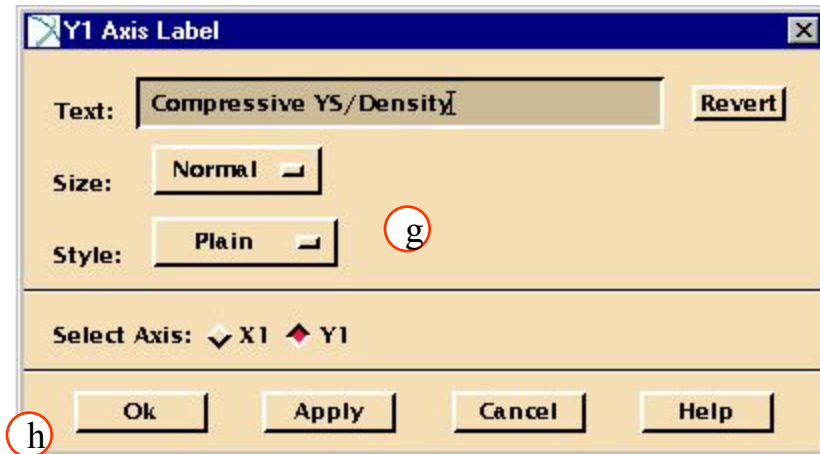 Y1 Axis Label
Text: Compressive YS/Density Revert
Size: Normal
Style: Plain
g
Select Axis: X1 Y1
Ok Apply Cancel Help
h